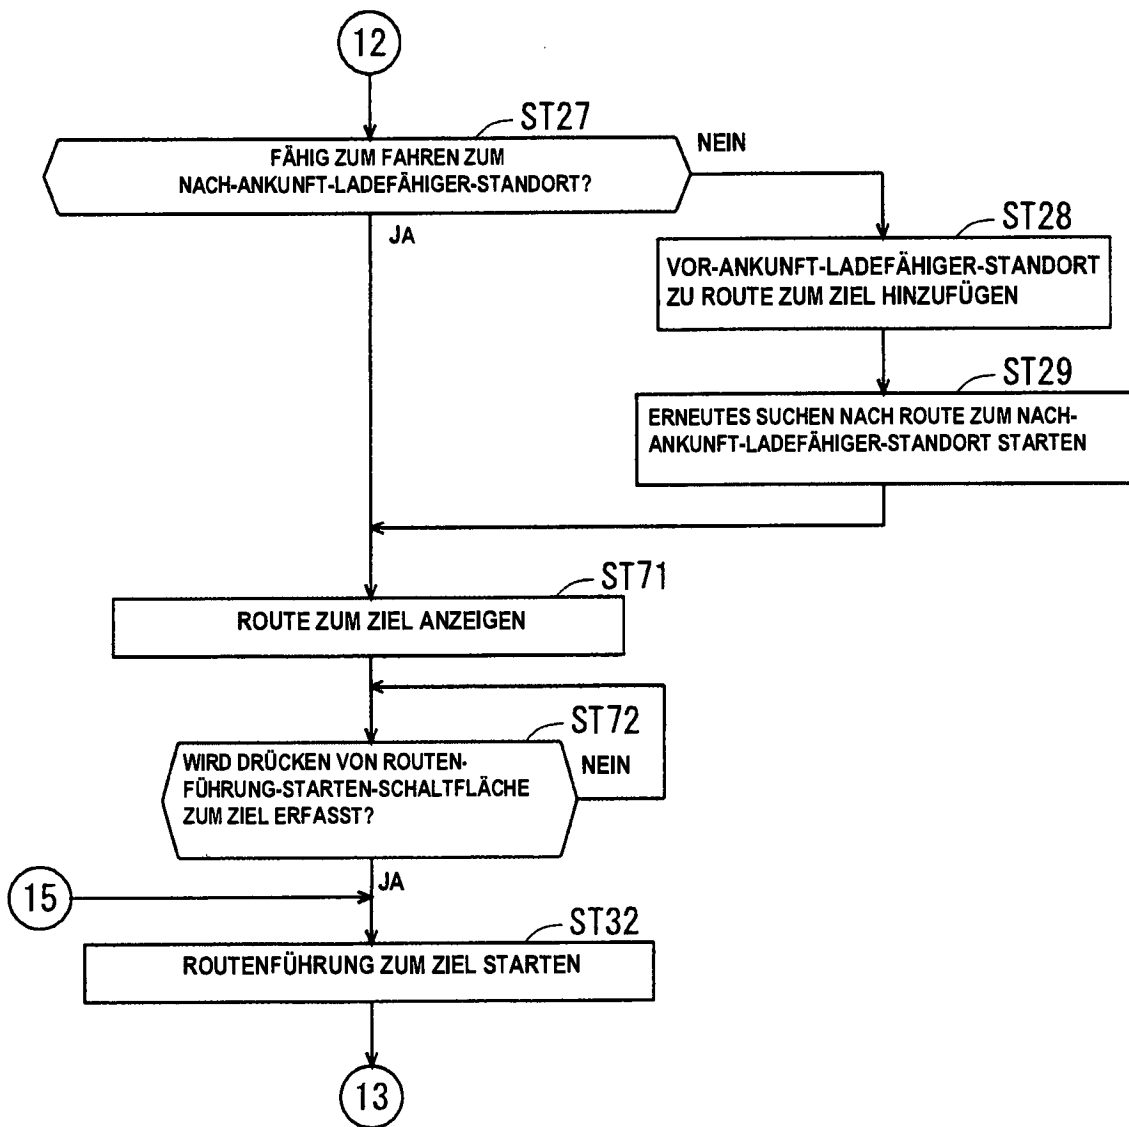 12
ST27
FÄHIG ZUM FAHREN ZUM
NACH-ANKUNFT-LADEFÄHIGER-STANDORT?
NEIN
JA
ST28
VOR-ANKUNFT-LADEFÄHIGER-STANDORT
ZU ROUTE ZUM ZIEL HINZUFÜGEN
ST29
ERNEUTES SUCHEN NACH ROUTE ZUM NACH-
ANKUNFT-LADEFÄHIGER-STANDORT STARTEN
ST71
ROUTE ZUM ZIEL ANZEIGEN
ST72
WIRD DRÜCKEN VON ROUTEN-
FÜHRUNG-STARTEN-SCHALTFLÄCHE
ZUM ZIEL ERFASST?
NEIN
JA
15
ST32
ROUTENFÜHRUNG ZUM ZIEL STARTEN
13